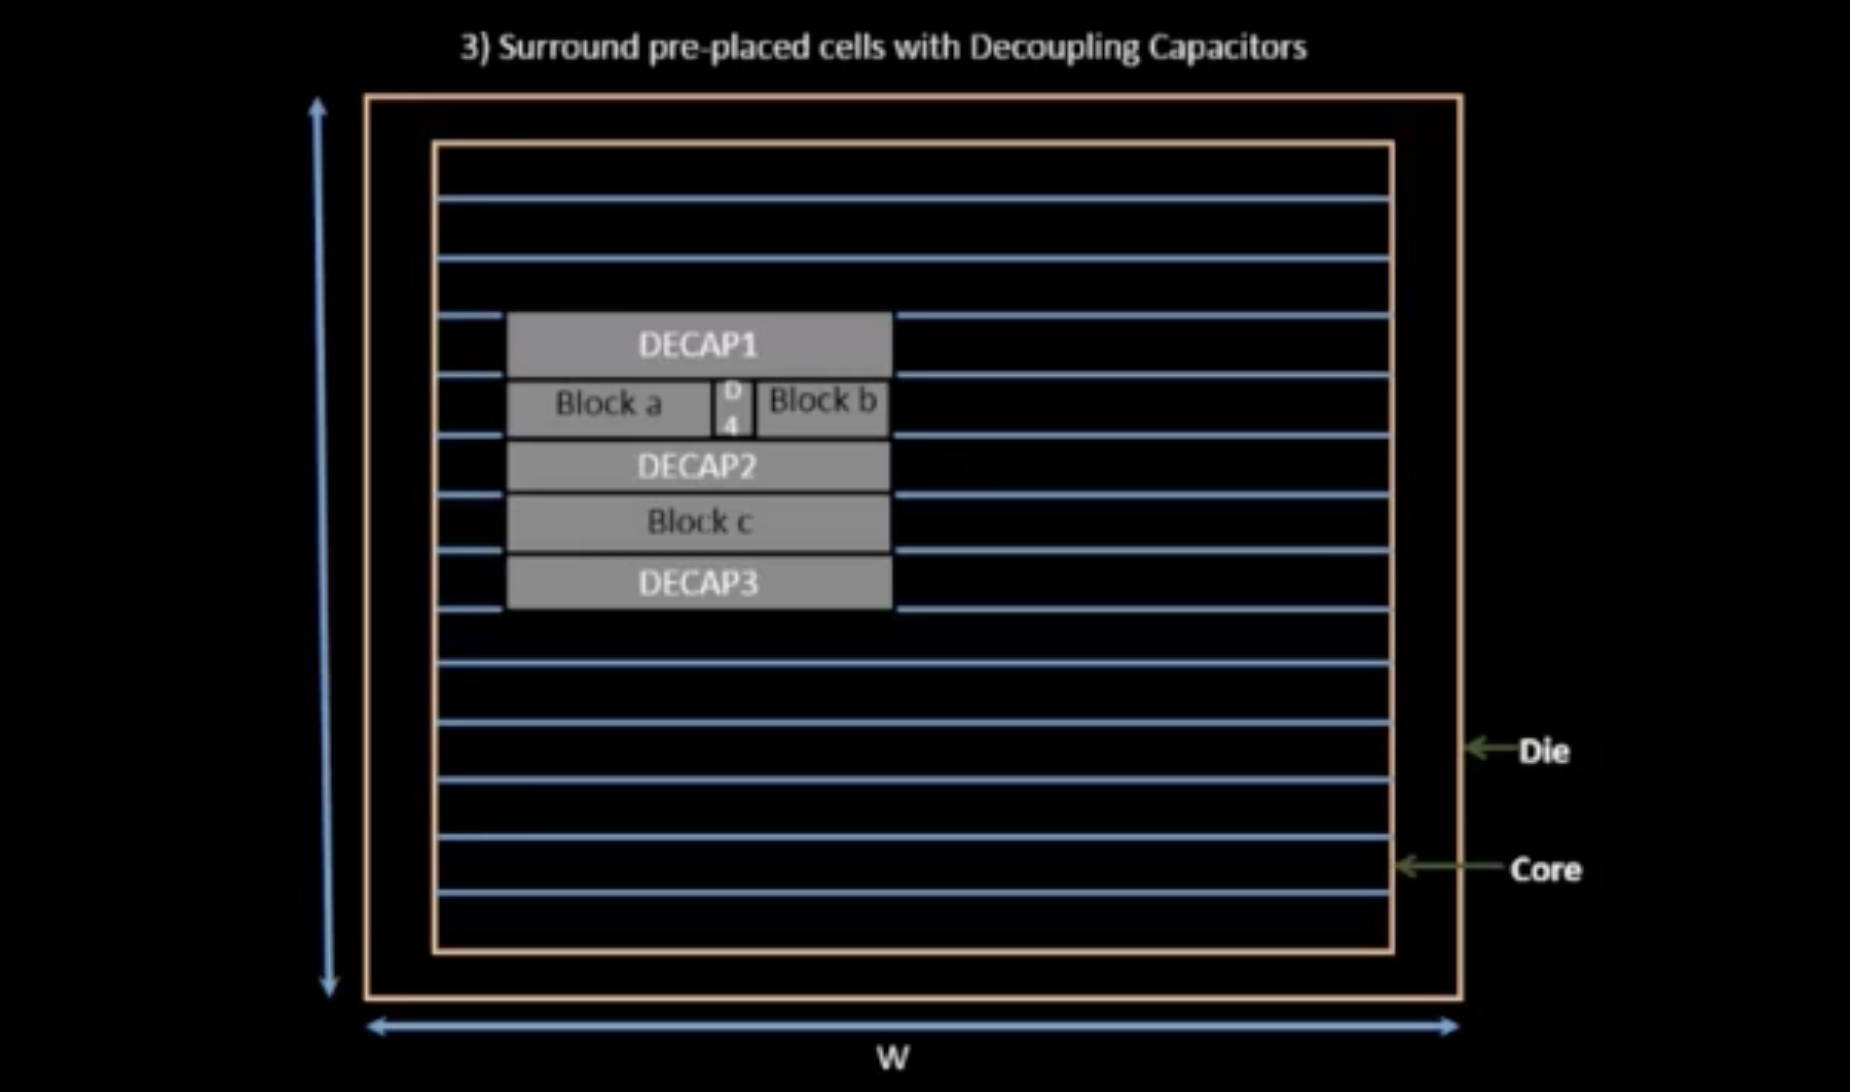 3) Surround pre-placed cells with Decoupling Capacitors
DECAP1
Block a
D
4
Block b
DECAP2
Block c
DECAP3
Die
Core
W